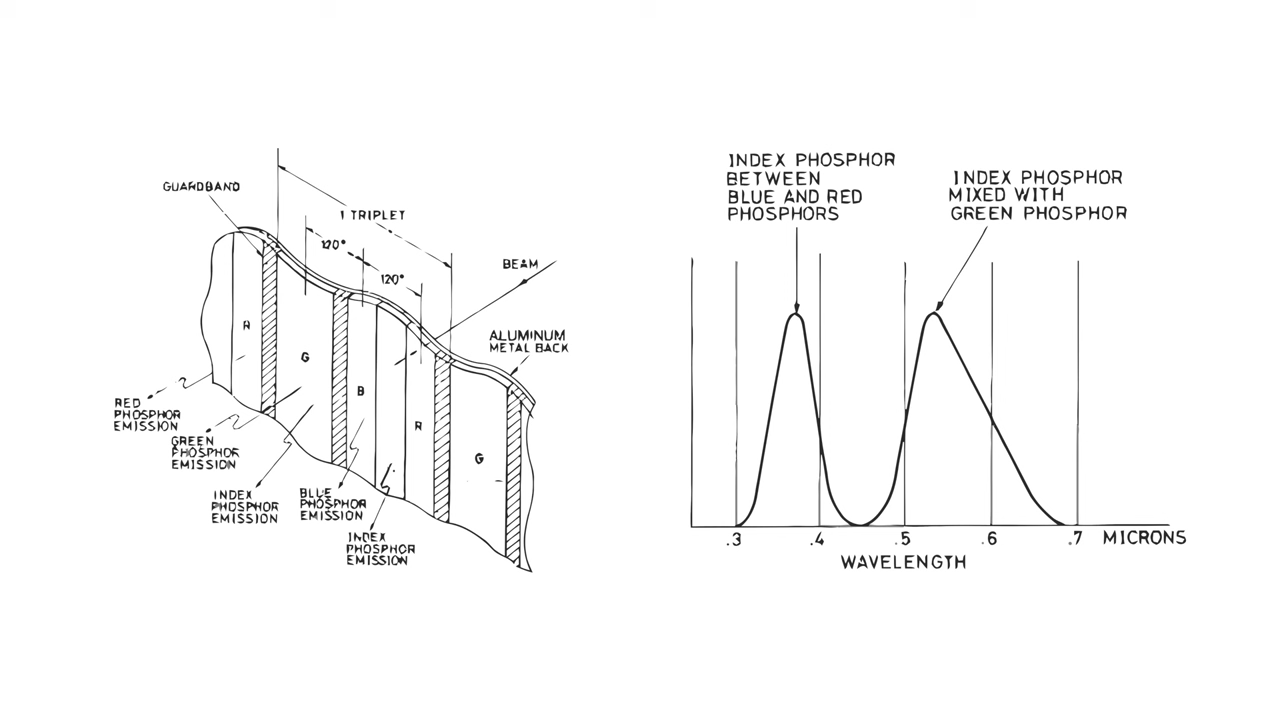 GUARDBAND
1 TRIPLET
120°
120°
BEAM
ALUMINUM
METAL BACK
R
G
B
R
G
RED
PHOSPHOR
EMISSION
GREEN
PHOSPHOR
EMISSION
INDEX
PHOSPHOR
EMISSION
BLUE
PHOSPHOR
EMISSION
INDEX
PHOSPHOR
EMISSION
INDEX PHOSPHOR
BETWEEN
BLUE AND RED
PHOSPHORS
INDEX PHOSPHOR
MIXED WITH
GREEN PHOSPHOR
.3 .4 .5 .6 .7 MICRONS
WAVELENGTH